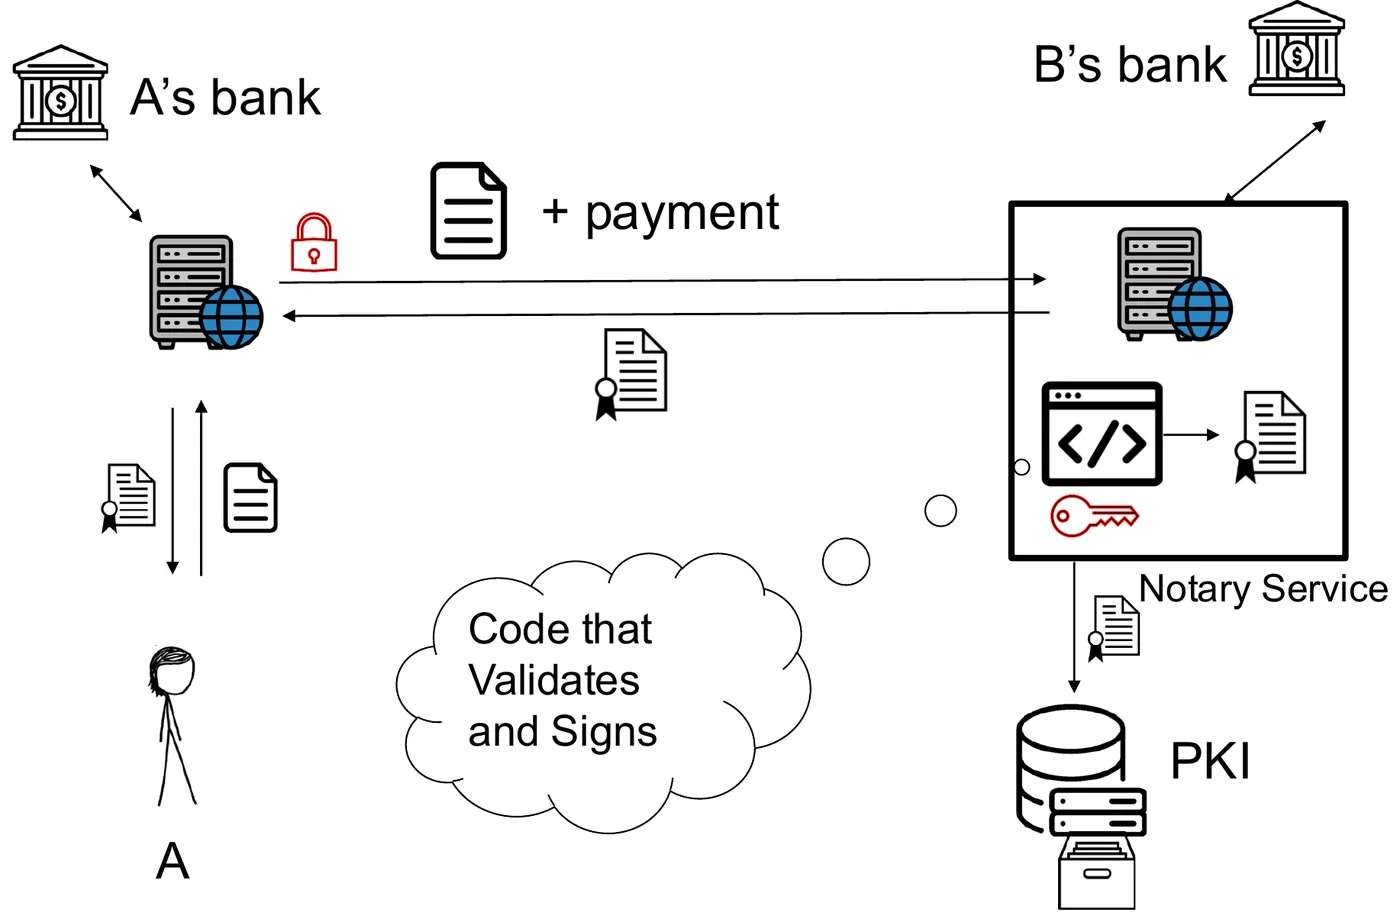 A’s bank
B’s bank
+ payment
Notary Service
Code that
Validates
and Signs
PKI
A